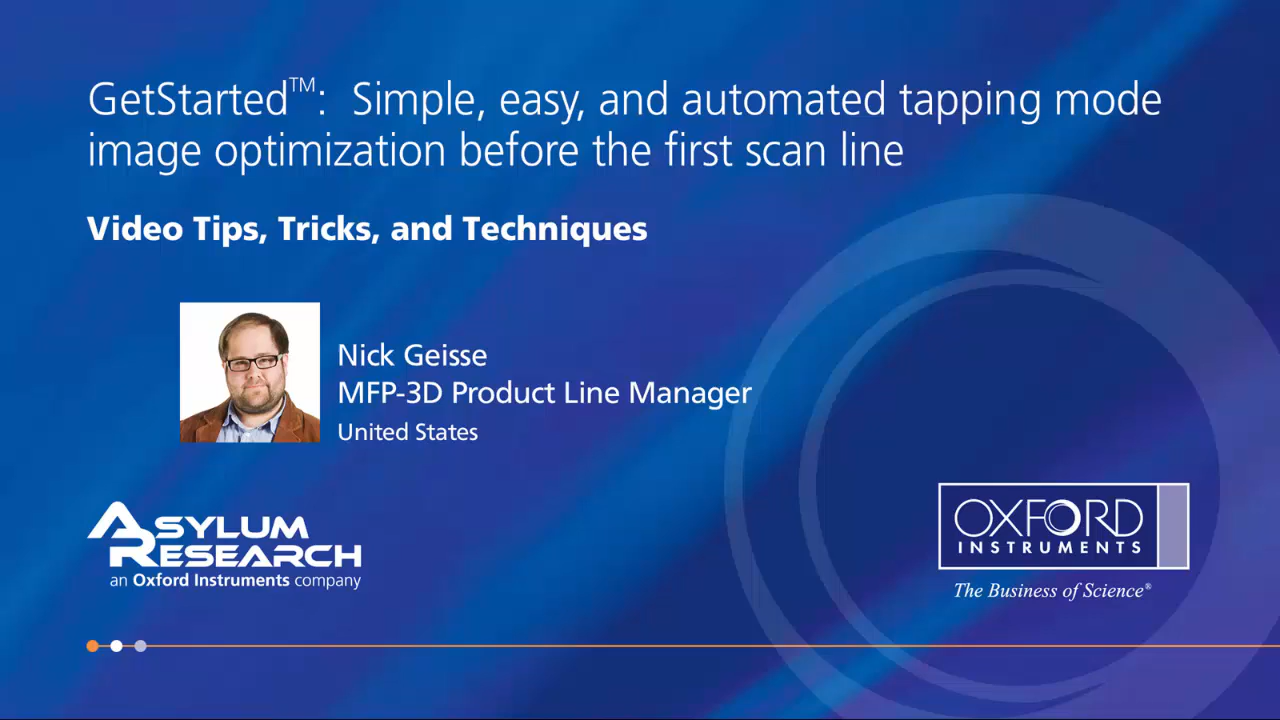 GetStarted™: Simple, easy, and automated tapping mode
image optimization before the first scan line
Video Tips, Tricks, and Techniques
Nick Geisse
MFP-3D Product Line Manager
United States
ASYLUM
RESEARCH
an Oxford Instruments company
OXFORD
INSTRUMENTS
The Business of Science®